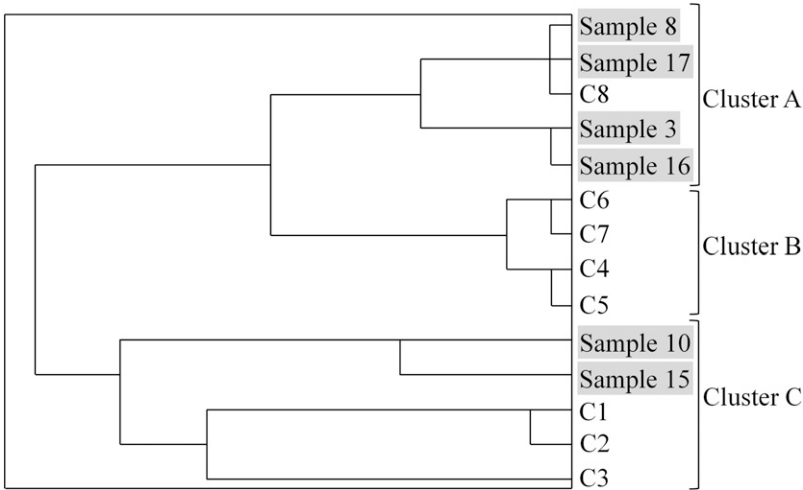 Sample 8
Sample 17
C8
Sample 3
Sample 16
Cluster A
C6
C7
C4
C5
Cluster B
Sample 10
Sample 15
C1
C2
C3
Cluster C